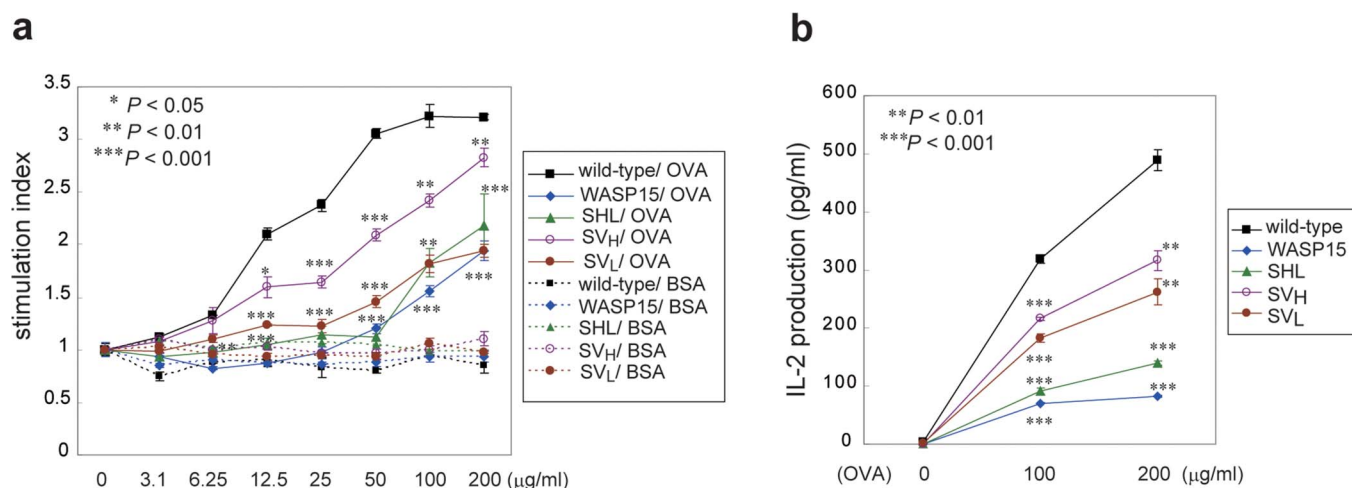 a
stimulation index
3.5
3
2.5
2
1.5
1
0.5
0
* P < 0.05
** P < 0.01
*** P < 0.001
*
***
***
***
**
**
**
***
***
***
***
***
***
***
**
0 3.1 6.25 12.5 25 50 100 200 (µg/ml)
wild-type/ OVA
WASP15/ OVA
SHL/ OVA
SVH/ OVA
SVL/ OVA
wild-type/ BSA
WASP15/ BSA
SHL/ BSA
SVH/ BSA
SVL/ BSA
b
IL-2 production (pg/ml)
600
500
400
300
200
100
0
**P < 0.01
***P < 0.001
***
***
***
***
**
**
***
***
(OVA) 0 100 200 (µg/ml)
wild-type
WASP15
SHL
SVH
SVL